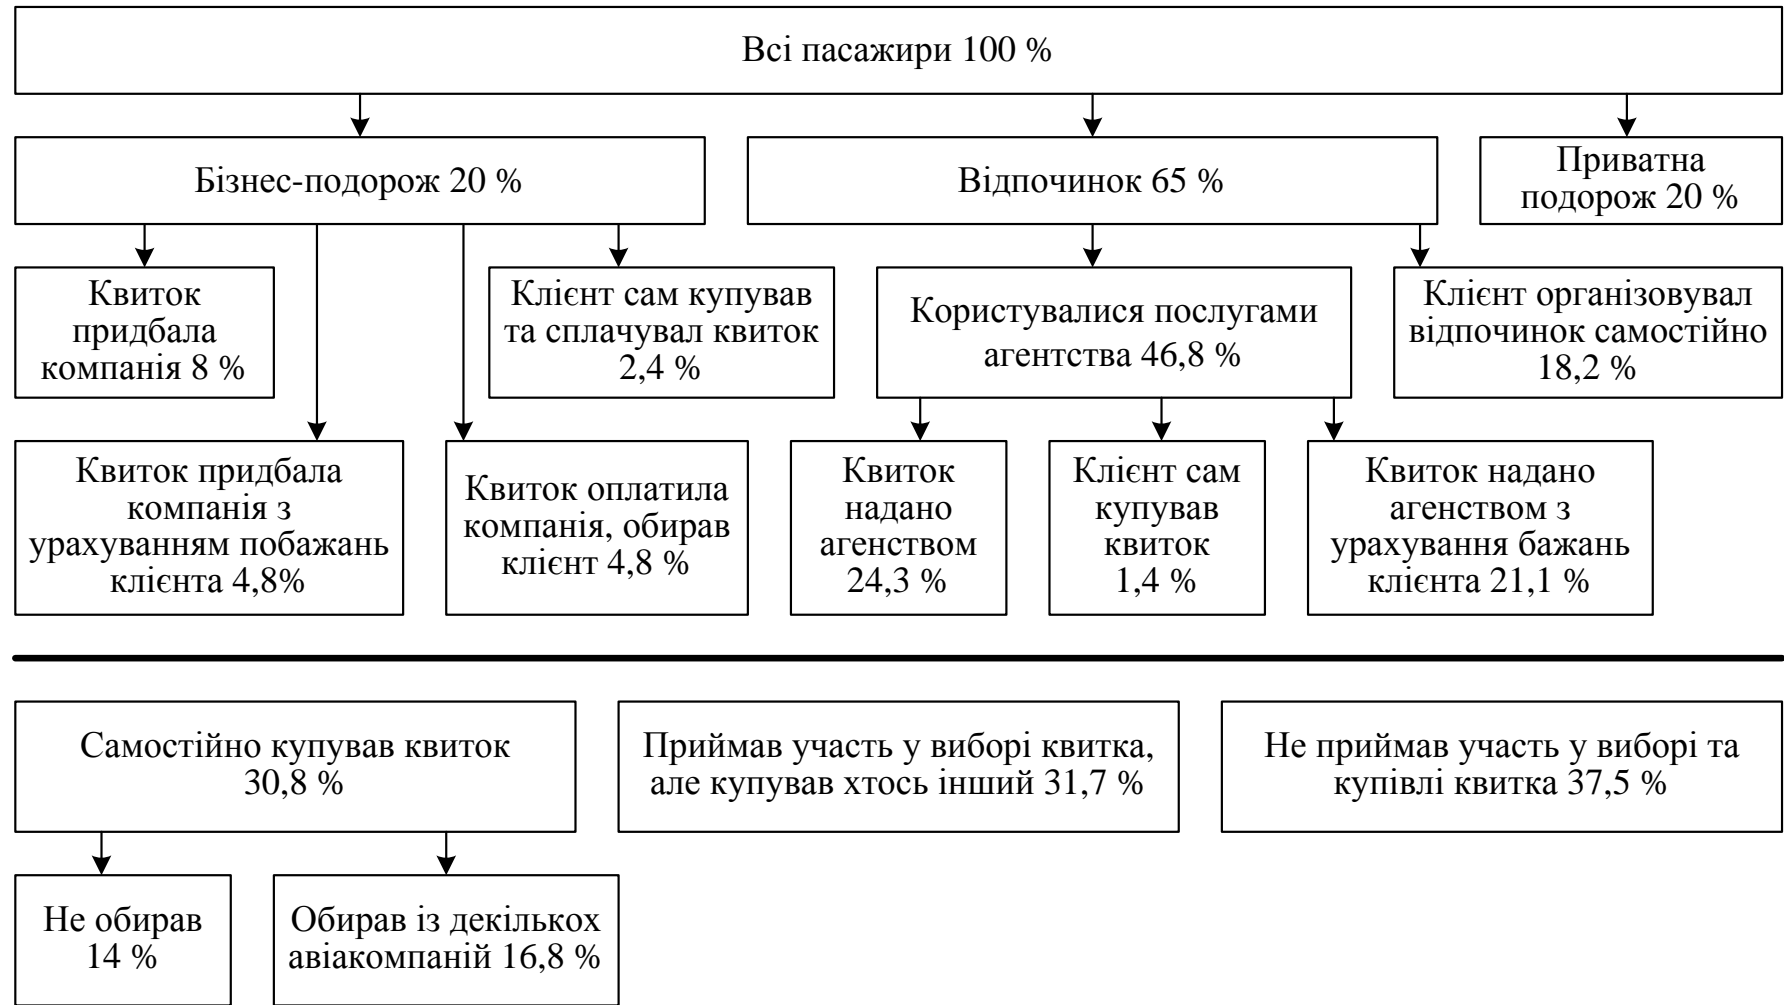 Всі пасажири 100 %
Бізнес-подорож 20 %
Відпочинок 65 %
Приватна
подорож 20 %
Квиток
придбала
компанія 8 %
Клієнт сам купував
та сплачувал квиток
2,4 %
Користувалися послугами
агентства 46,8 %
Клієнт організовувал
відпочинок самостійно
18,2 %
Квиток придбала
компанія з
урахуванням побажань
клієнта 4,8%
Квиток оплатила
компанія, обирав
клієнт 4,8 %
Квиток
надано
агенством
24,3 %
Клієнт сам
купував
квиток
1,4 %
Квиток надано
агенством з
урахування бажань
клієнта 21,1 %
Самостійно купував квиток
30,8 %
Приймав участь у виборі квитка,
але купував хтось інший 31,7 %
Не приймав участь у виборі та
купівлі квитка 37,5 %
Не обирав
14 %
Обирав із декількох
авіакомпаній 16,8 %